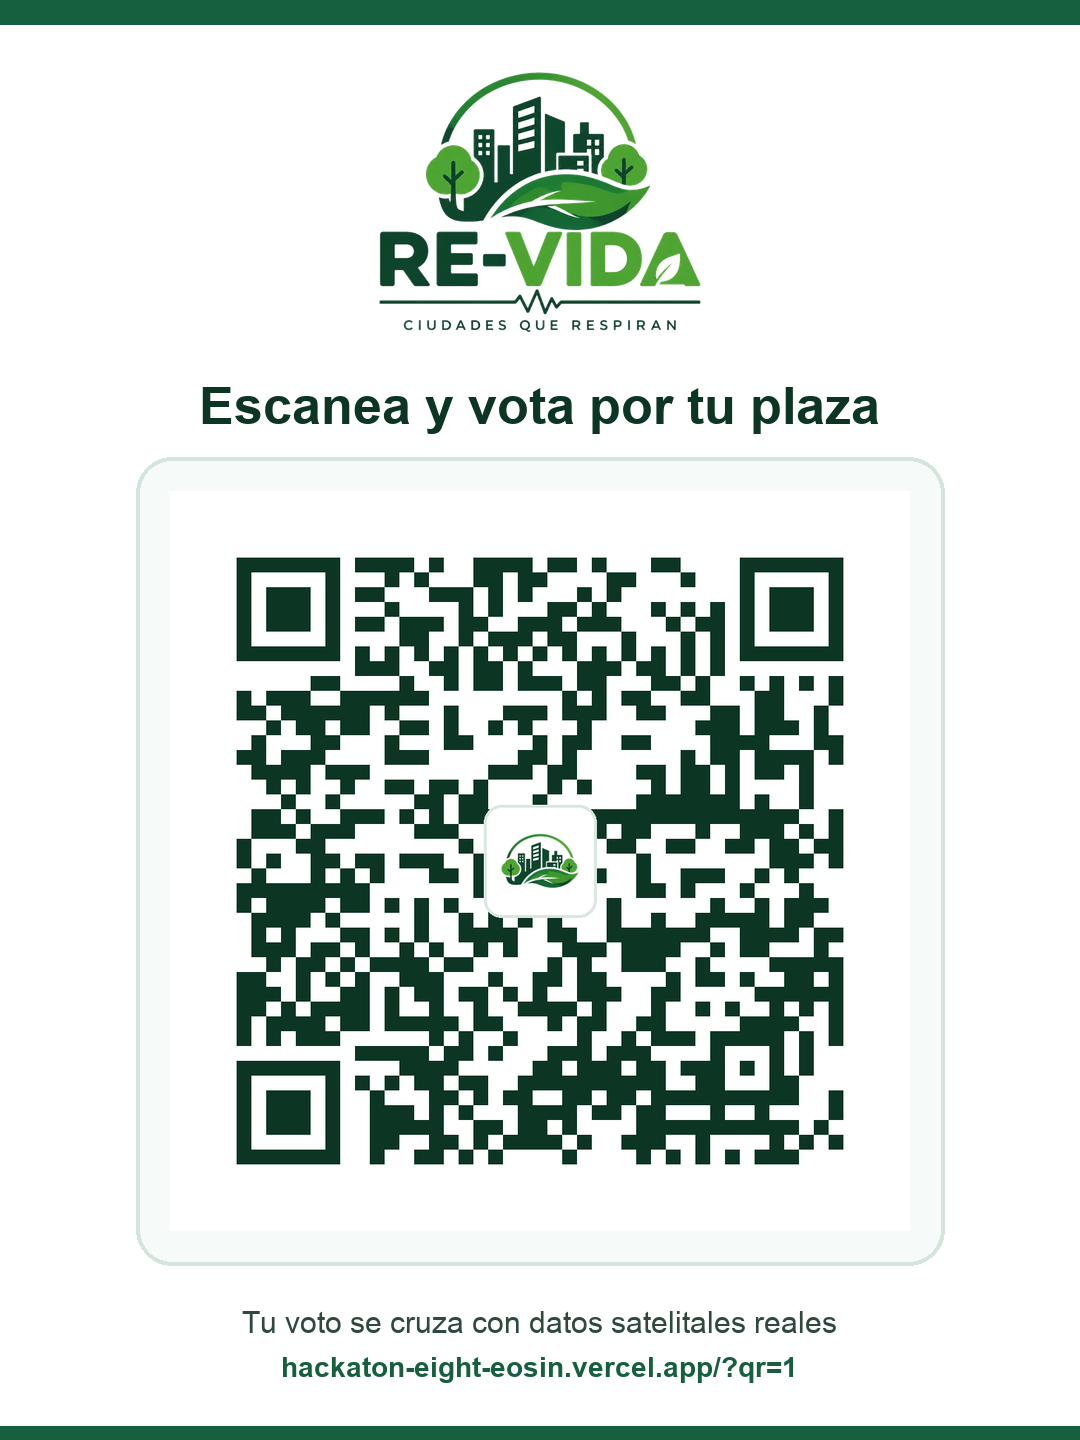 RE-VIDA
CIUDADES QUE RESPIRAN
Escanea y vota por tu plaza
Tu voto se cruza con datos satelitales reales
hackaton-eight-eosin.vercel.app/?qr=1